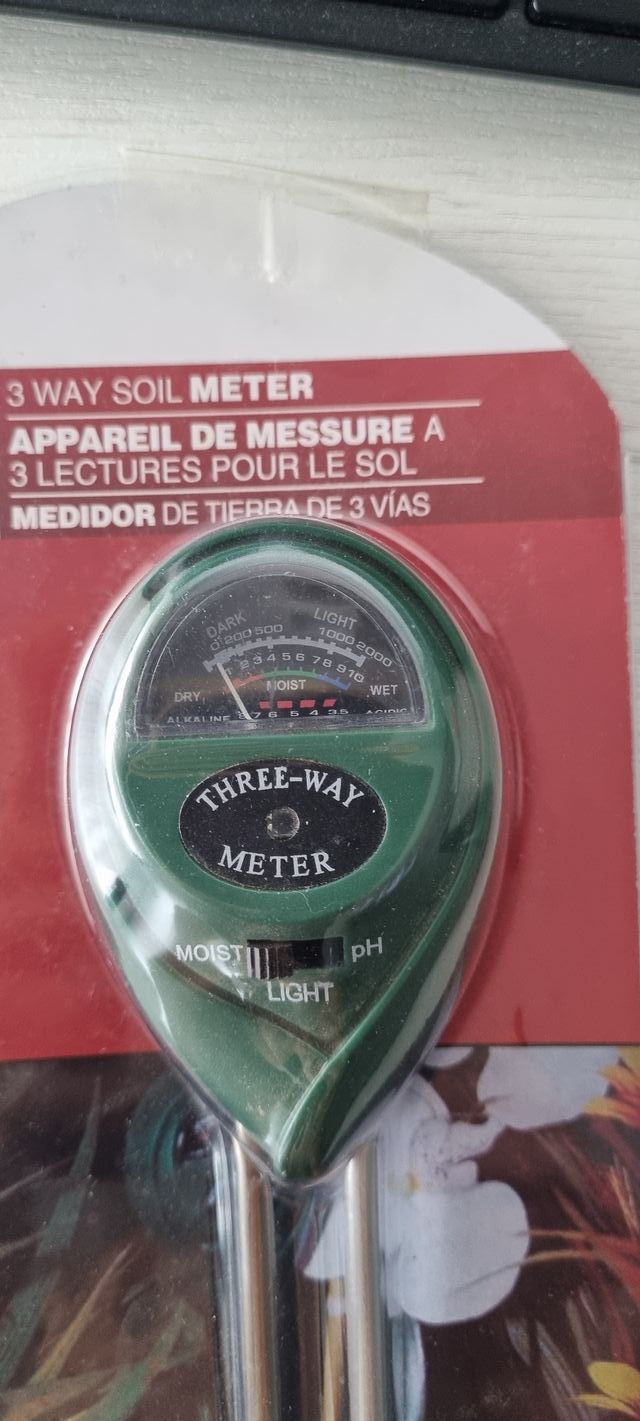 3 WAY SOIL METER
APPAREIL DE MESSURE A
3 LECTURES POUR LE SOL
MEDIDOR DE TIERRA DE 3 VÍAS
DARK LIGHT
0 200 500 1000 2000
1 2 3 4 5 6 7 8 9 10
DRY MOIST WET
ALKALINE 8 7 6 5 4 3.5 ACIDIC
THREE-WAY
METER
MOIST pH
LIGHT